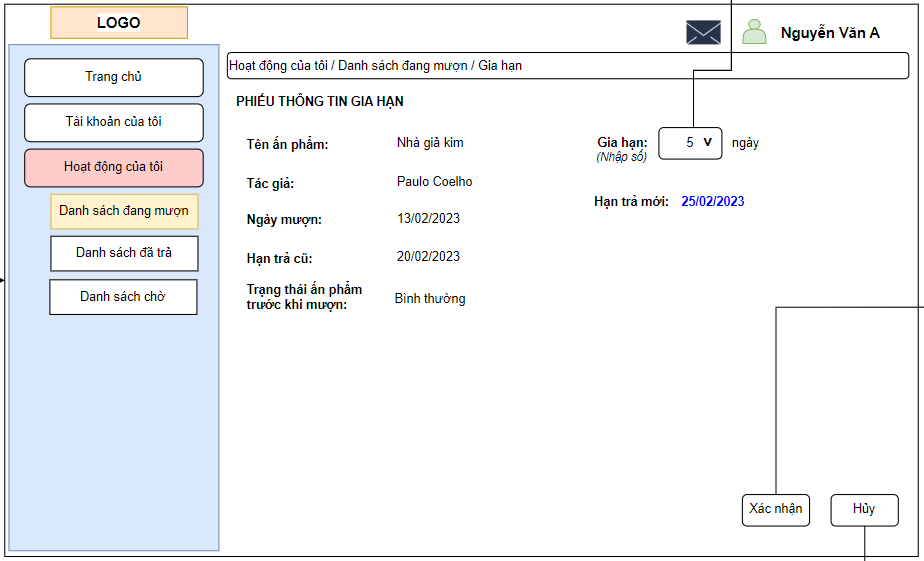 LOGO
Nguyễn Văn A
Trang chủ
Tài khoản của tôi
Hoạt động của tôi
Danh sách đang mượn
Danh sách đã trả
Danh sách chờ
Hoạt động của tôi / Danh sách đang mượn / Gia hạn
PHIẾU THÔNG TIN GIA HẠN
Tên ấn phẩm: Nhà giả kim
Tác giả: Paulo Coelho
Ngày mượn: 13/02/2023
Hạn trả cũ: 20/02/2023
Trạng thái ấn phẩm
trước khi mượn: Bình thường
Gia hạn: 5 V ngày
(Nhập số)
Hạn trả mới: 25/02/2023
Xác nhận
Hủy